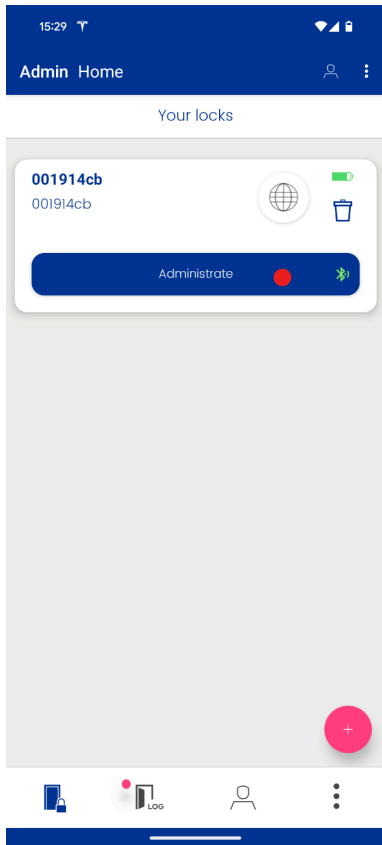 15:29
Admin Home
Your locks
001914cb
001914cb
Administrate
LOG